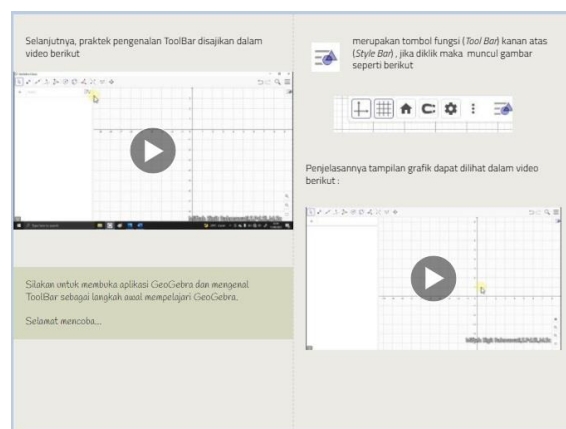 Selanjutnya, praktek pengenalan ToolBar disajikan dalam
video berikut
Silakan untuk membuka aplikasi GeoGebra dan mengenal
ToolBar sebagai langkah awal mempelajari GeoGebra.
Selamat mencoba...
merupakan tombol fungsi (Tool Bar) kanan atas
(Style Bar) , jika diklik maka muncul gambar
seperti berikut
Penjelasannya tampilan grafik dapat dilihat dalam video
berikut :